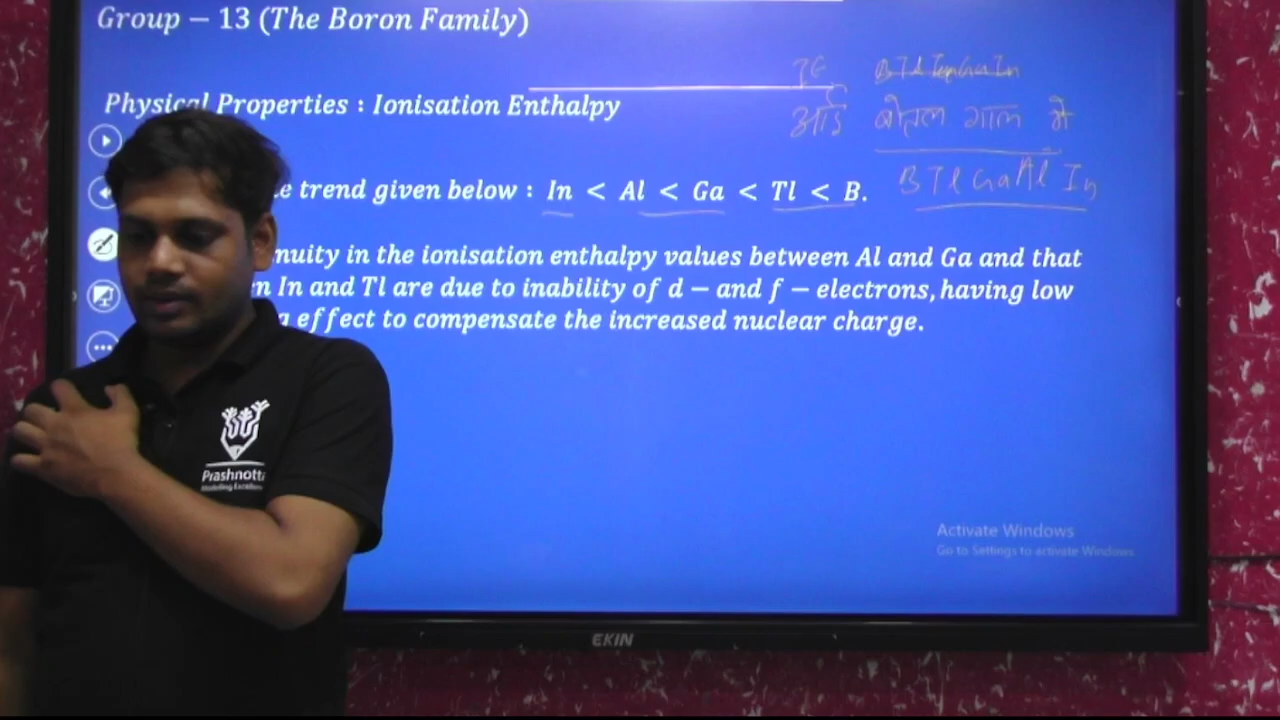 Group – 13 (The Boron Family)
Physical Properties : Ionisation Enthalpy
आई बोतल गाल में
trend given below : In < Al < Ga < Tl < B.
B Tl Ga Al In
in the ionisation enthalpy values between Al and Ga and that
In and Tl are due to inability of d – and f – electrons, having low
effect to compensate the increased nuclear charge.
Prashnott
Activate Windows
Go to Settings to activate Windows.
EKIN